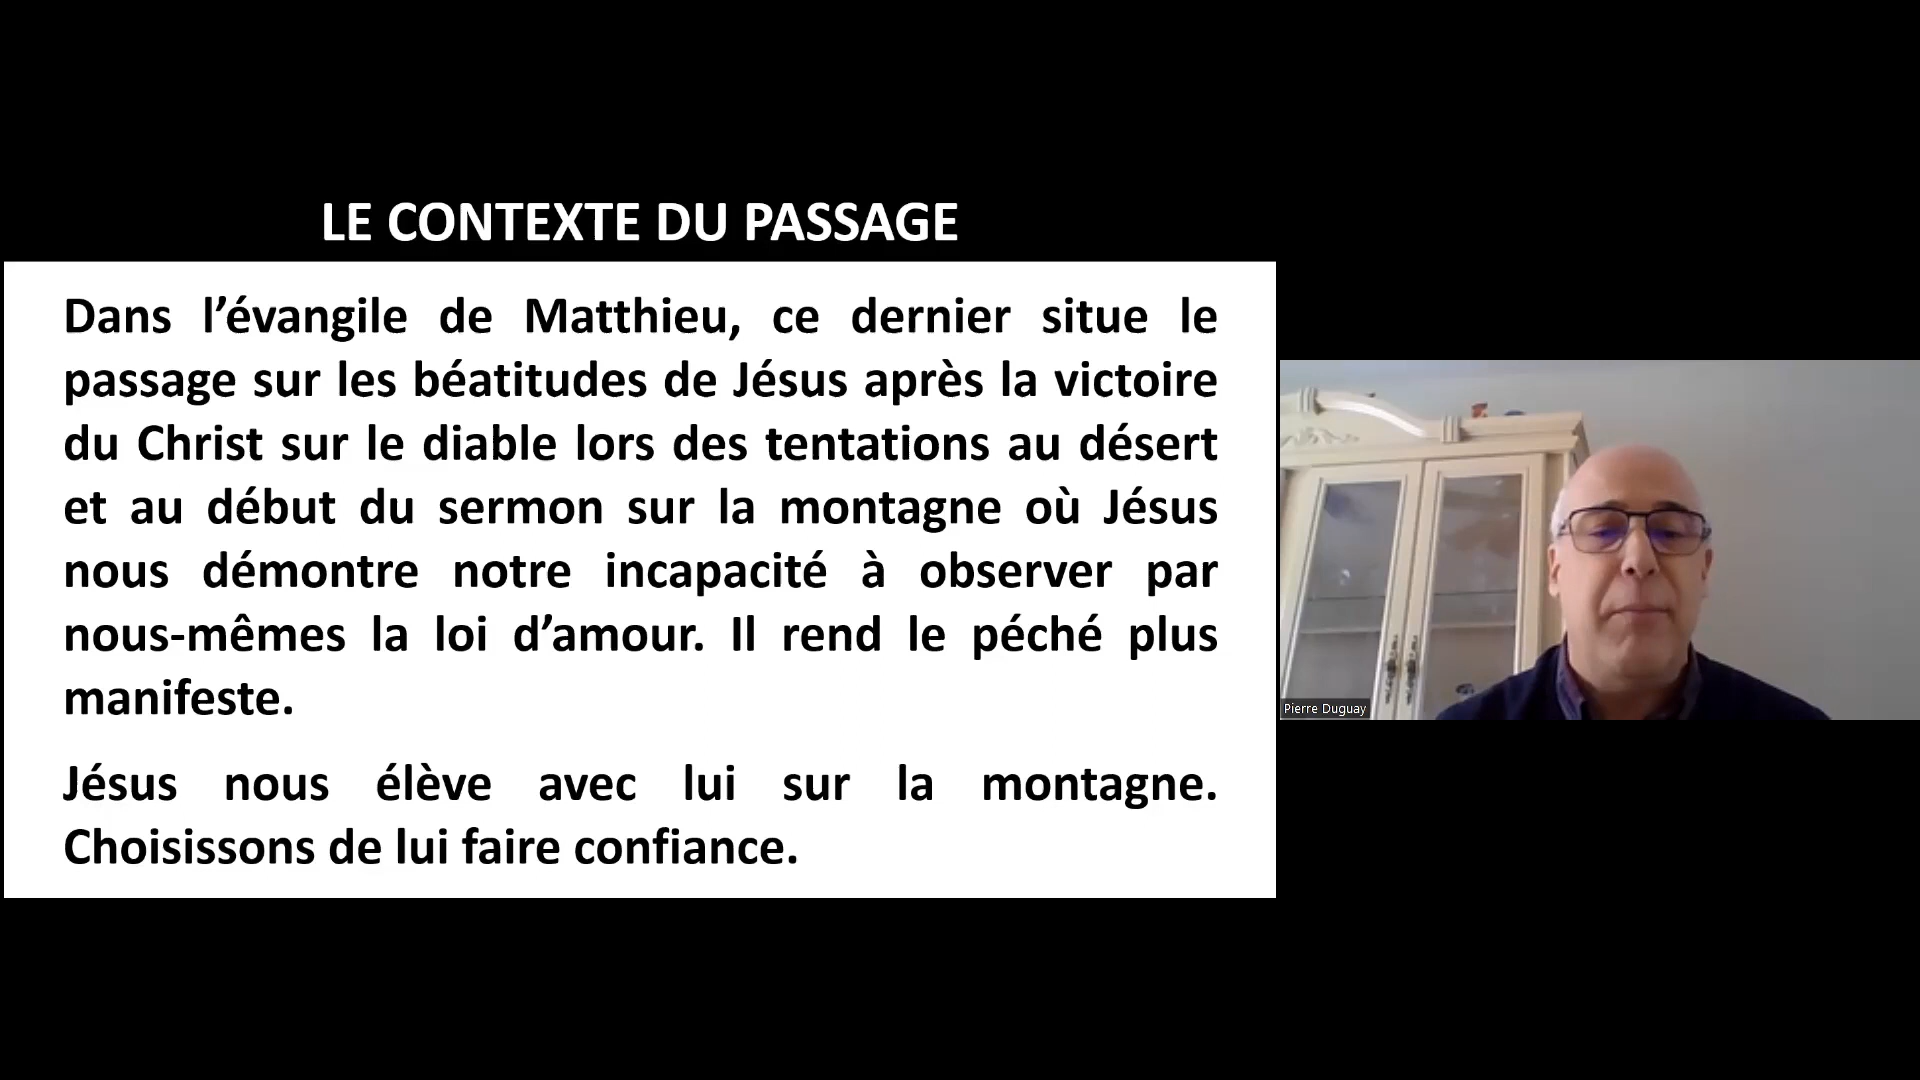 LE CONTEXTE DU PASSAGE
Dans l’évangile de Matthieu, ce dernier situe le
passage sur les béatitudes de Jésus après la victoire
du Christ sur le diable lors des tentations au désert
et au début du sermon sur la montagne où Jésus
nous démontre notre incapacité à observer par
nous-mêmes la loi d’amour. Il rend le péché plus
manifeste.
Jésus nous élève avec lui sur la montagne.
Choisissons de lui faire confiance.
Pierre Duguay